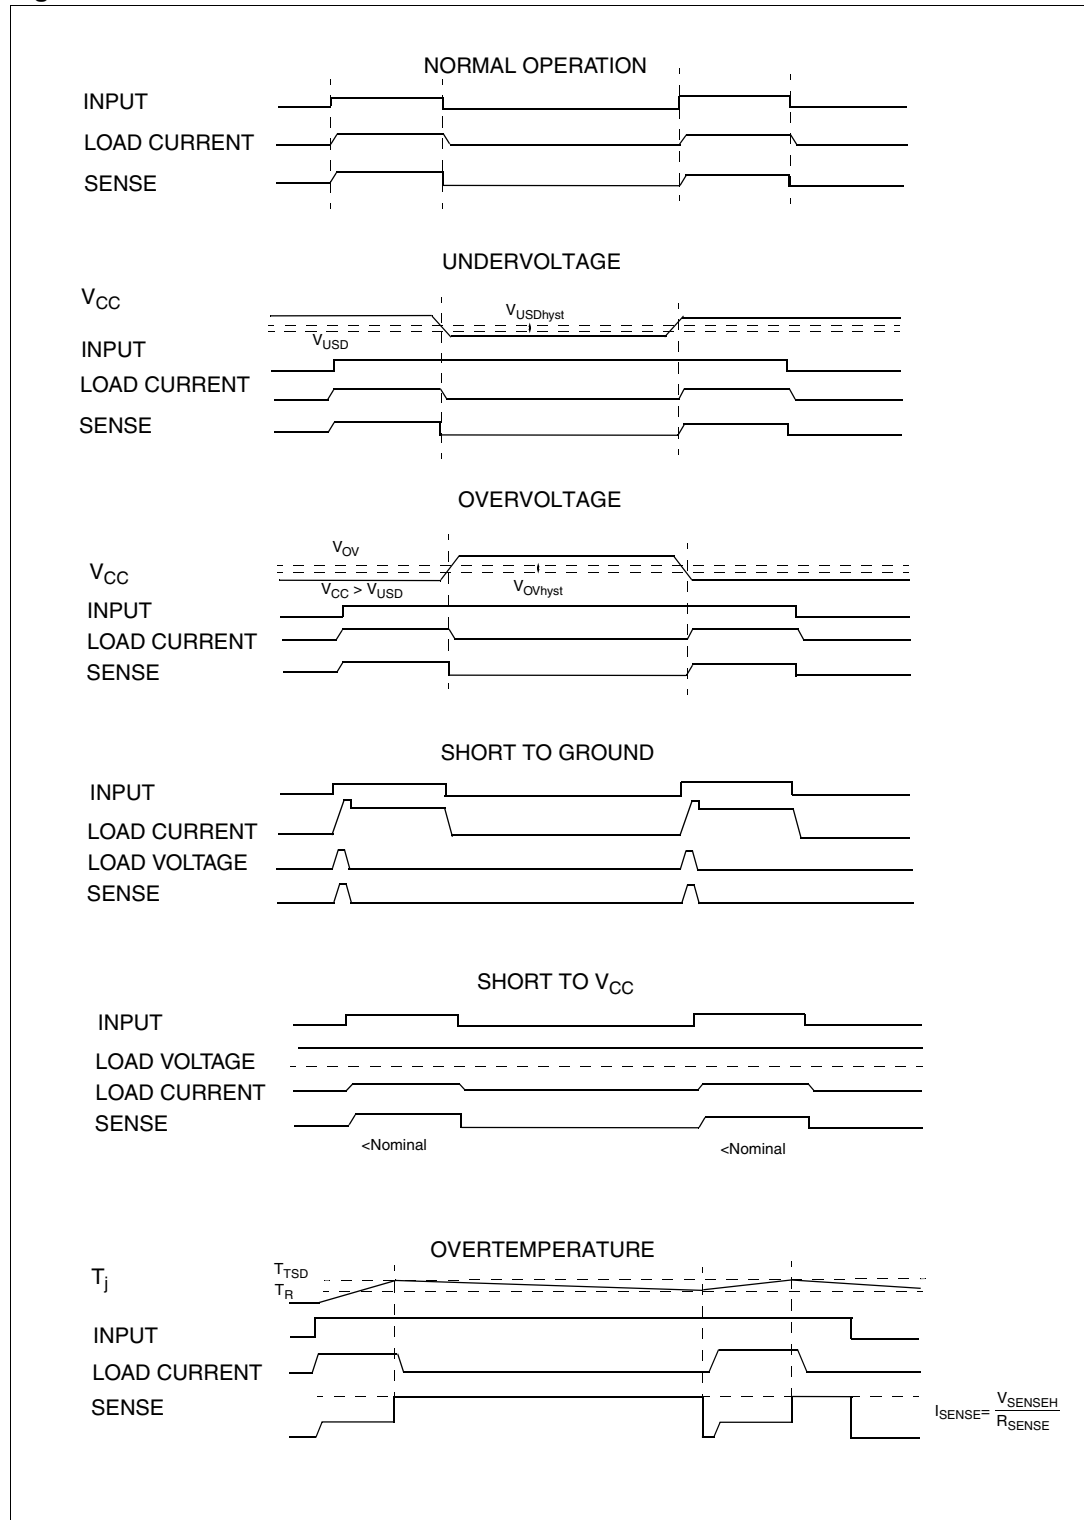 NORMAL OPERATION
INPUT
LOAD CURRENT
SENSE
UNDERVOLTAGE
VCC
VUSDhyst
VUSD
INPUT
LOAD CURRENT
SENSE
OVERVOLTAGE
VOV
VCC
VCC > VUSD
VOVhyst
INPUT
LOAD CURRENT
SENSE
SHORT TO GROUND
INPUT
LOAD CURRENT
LOAD VOLTAGE
SENSE
SHORT TO VCC
INPUT
LOAD VOLTAGE
LOAD CURRENT
SENSE
<Nominal
<Nominal
OVERTEMPERATURE
Tj
TTSD
TR
INPUT
LOAD CURRENT
SENSE
ISENSE= VSENSEH
RSENSE